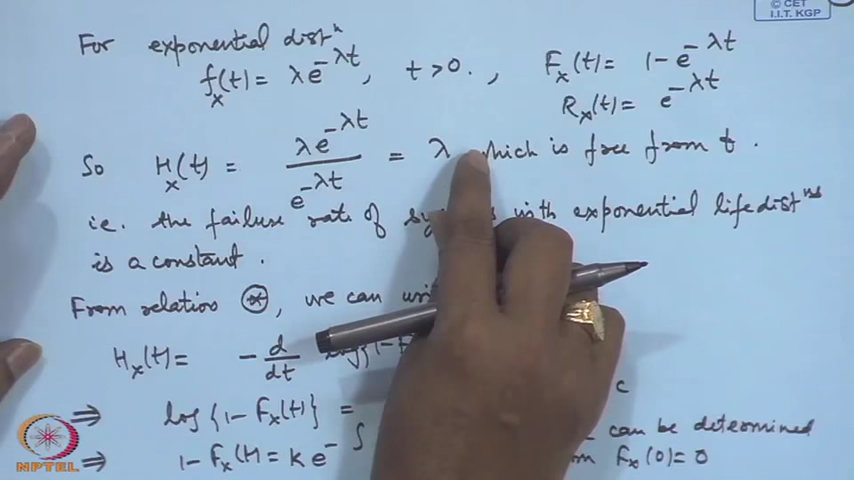 © CET
I.I.T. KGP
For exponential distⁿ
f_X(t) = λe^{-λt}, t > 0. , F_X(t) = 1 - e^{-λt}
R_X(t) = e^{-λt}
So H_X(t) = λe^{-λt} / e^{-λt} = λ which is free from t.
i.e. the failure rate of with exponential life distⁿˢ
is a constant.
From relation ⊛, we can
H_X(t) = - d/dt
⇒ log{1 - F_X(t)} = c
can be determined
⇒ 1 - F_X(t) = k e^{-∫ F_X(0) = 0
NPTEL